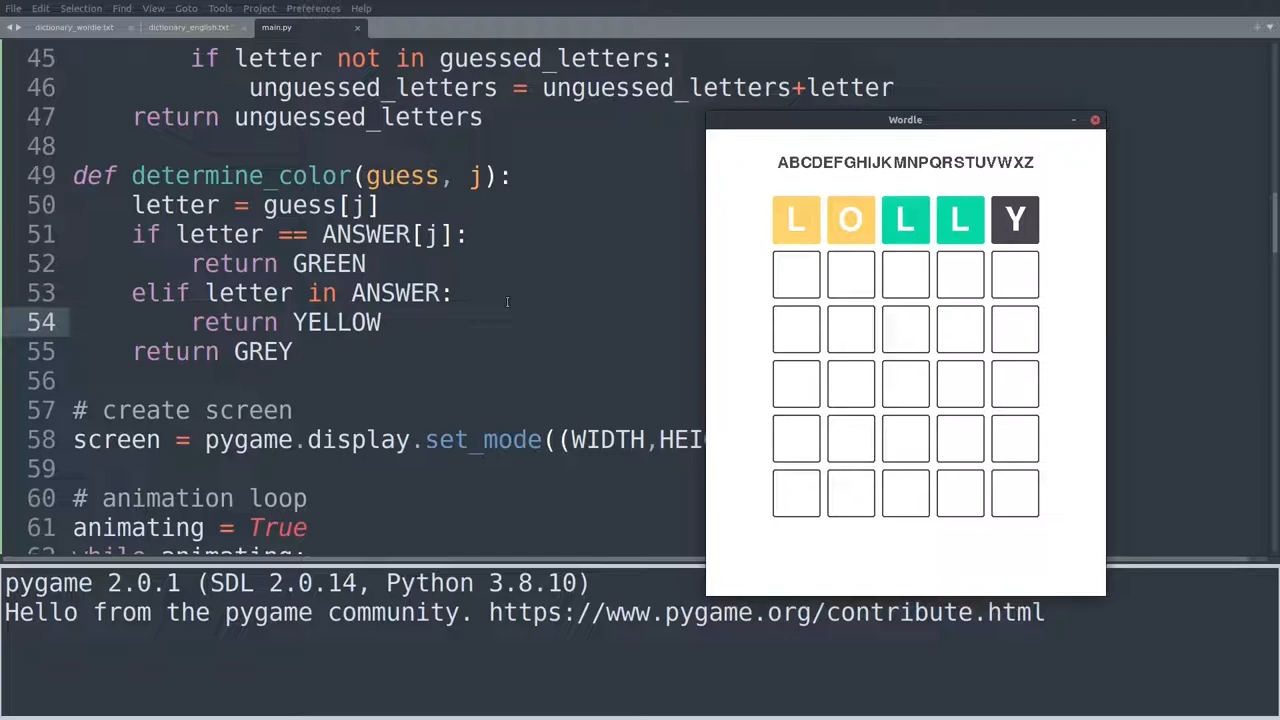 File Edit Selection Find View Goto Tools Project Preferences Help
dictionary_wordle.txt dictionary_english.txt main.py
45 if letter not in guessed_letters:
46 unguessed_letters = unguessed_letters+letter
47 return unguessed_letters
48
49 def determine_color(guess, j):
50 letter = guess[j]
51 if letter == ANSWER[j]:
52 return GREEN
53 elif letter in ANSWER:
54 return YELLOW
55 return GREY
56
57 # create screen
58 screen = pygame.display.set_mode((WIDTH,HEI
59
60 # animation loop
61 animating = True
while animating:
Wordle
ABCDEFGHIJKMNPQRSTUVWXZ
L O L L Y
pygame 2.0.1 (SDL 2.0.14, Python 3.8.10)
Hello from the pygame community. https://www.pygame.org/contribute.html